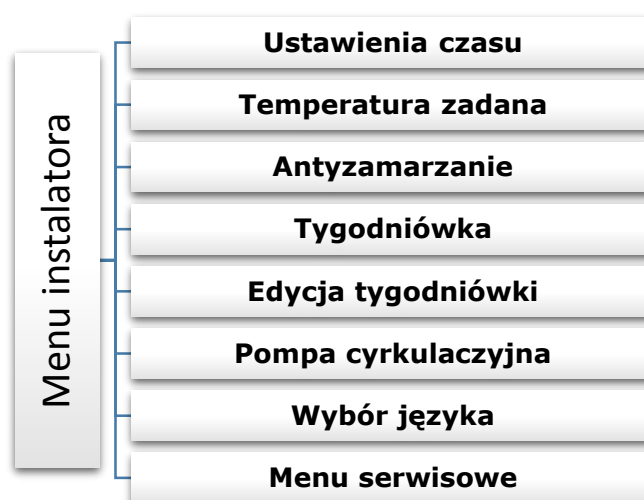 Menu instalatora
Ustawienia czasu
Temperatura zadana
Antyzamarzanie
Tygodniówka
Edycja tygodniówki
Pompa cyrkulaczyjna
Wybór języka
Menu serwisowe